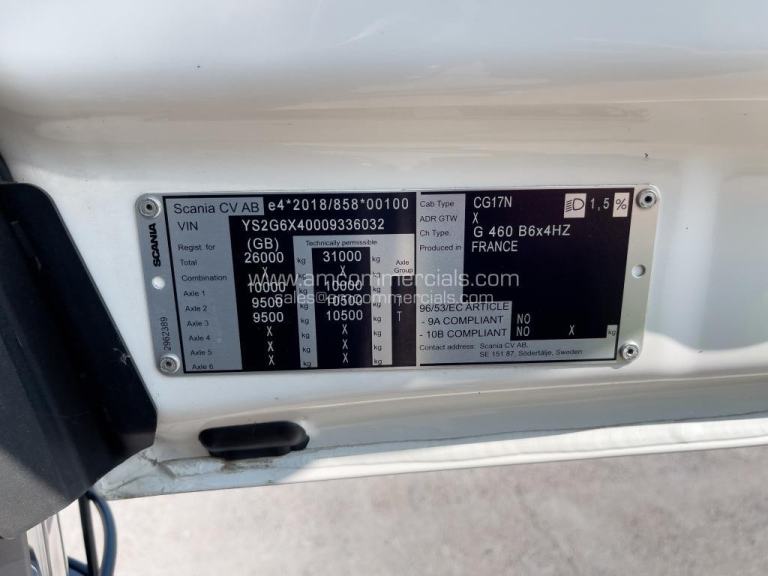 SCANIA
2962389
Scania CV AB e4*2018/858*00100
VIN YS2G6X40009336032
Regist. for (GB) Technically permissible
Total 26000 kg 31000 kg Axle Group
Combination X kg X kg
Axle 1 10000 kg 10000 kg
Axle 2 9500 kg 10500 kg T
Axle 3 9500 kg 10500 kg T
Axle 4 X kg X kg
Axle 5 X kg X kg
Axle 6 X kg X kg
Cab Type CG17N 1,5%
ADR GTW X
Ch Type. G 460 B6x4HZ
Produced in FRANCE
96/53/EC ARTICLE
- 9A COMPLIANT NO
- 10B COMPLIANT NO X kg
Contact address: Scania CV AB,
SE 151 87, Södertälje, Sweden
www.amcommercials.com
sales@amcommercials.com